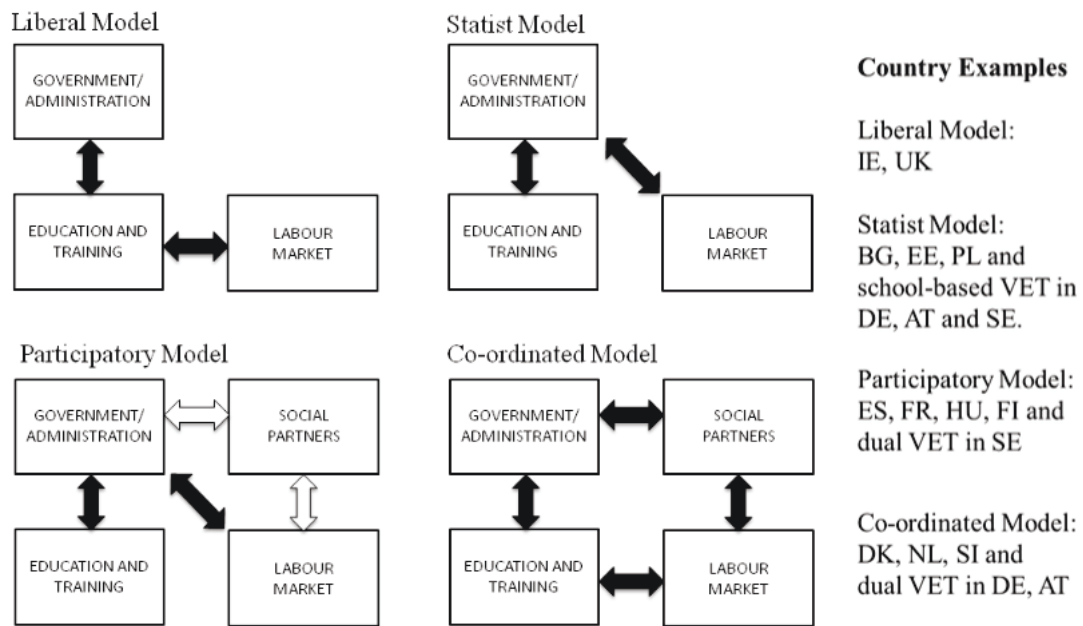 Liberal Model
GOVERNMENT/
ADMINISTRATION
EDUCATION AND
TRAINING
LABOUR
MARKET
Statist Model
GOVERNMENT/
ADMINISTRATION
EDUCATION AND
TRAINING
LABOUR
MARKET
Participatory Model
GOVERNMENT/
ADMINISTRATION
SOCIAL
PARTNERS
EDUCATION AND
TRAINING
LABOUR
MARKET
Co-ordinated Model
GOVERNMENT/
ADMINISTRATION
SOCIAL
PARTNERS
EDUCATION AND
TRAINING
LABOUR
MARKET
Country Examples
Liberal Model:
IE, UK
Statist Model:
BG, EE, PL and
school-based VET in
DE, AT and SE.
Participatory Model:
ES, FR, HU, FI and
dual VET in SE
Co-ordinated Model:
DK, NL, SI and
dual VET in DE, AT